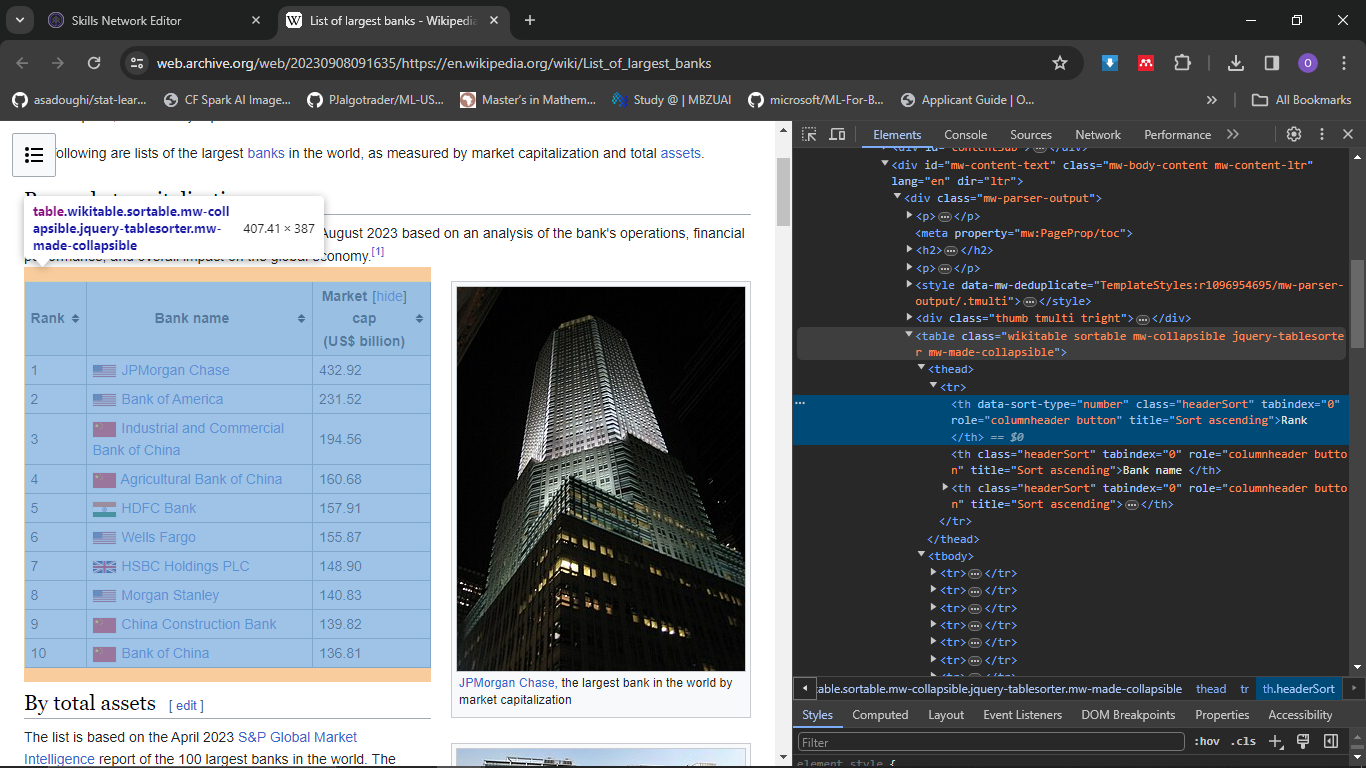 Skills Network Editor
List of largest banks - Wikipedia
web.archive.org/web/20230908091635/https://en.wikipedia.org/wiki/List_of_largest_banks
O
asadoughi/stat-lear...
CF Spark AI Image...
PJalgotrader/ML-US...
Master's in Mathem...
Study @ | MBZUAI
microsoft/ML-For-B...
Applicant Guide | O...
»
All Bookmarks
ollowing are lists of the largest banks in the world, as measured by market capitalization and total assets.
table.wikitable.sortable.mw-coll
apsible.jquery-tablesorter.mw-
made-collapsible
407.41 × 387
August 2023 based on an analysis of the bank's operations, financial
performance, and overall impact on the global economy.[1]
Rank
Bank name
Market [hide]
cap
(US$ billion)
1 JPMorgan Chase 432.92
2 Bank of America 231.52
3 Industrial and Commercial Bank of China 194.56
4 Agricultural Bank of China 160.68
5 HDFC Bank 157.91
6 Wells Fargo 155.87
7 HSBC Holdings PLC 148.90
8 Morgan Stanley 140.83
9 China Construction Bank 139.82
10 Bank of China 136.81
JPMorgan Chase, the largest bank in the world by
market capitalization
By total assets [ edit ]
The list is based on the April 2023 S&P Global Market
Intelligence report of the 100 largest banks in the world. The
Elements Console Sources Network Performance »
<div id="contentSub">…</div>
<div id="mw-content-text" class="mw-body-content mw-content-ltr"
lang="en" dir="ltr">
<div class="mw-parser-output">
<p>…</p>
<meta property="mw:PageProp/toc">
<h2>…</h2>
<p>…</p>
<style data-mw-deduplicate="TemplateStyles:r1096954695/mw-parser-
output/.tmulti">…</style>
<div class="thumb tmulti tright">…</div>
<table class="wikitable sortable mw-collapsible jquery-tablesorte
r mw-made-collapsible">
<thead>
<tr>
<th data-sort-type="number" class="headerSort" tabindex="0"
role="columnheader button" title="Sort ascending">Rank
</th> == $0
<th class="headerSort" tabindex="0" role="columnheader butto
n" title="Sort ascending">Bank name </th>
<th class="headerSort" tabindex="0" role="columnheader butto
n" title="Sort ascending">…</th>
</tr>
</thead>
<tbody>
<tr>…</tr>
<tr>…</tr>
<tr>…</tr>
<tr>…</tr>
<tr>…</tr>
<tr>…</tr>
table.sortable.mw-collapsible.jquery-tablesorter.mw-made-collapsible thead tr th.headerSort
Styles Computed Layout Event Listeners DOM Breakpoints Properties Accessibility
Filter
:hov .cls
element.style {